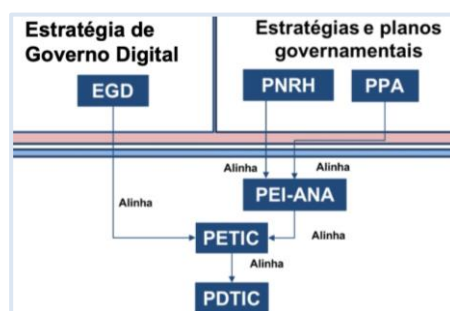 Estratégia de
Governo Digital
EGD
Estratégias e planos
governamentais
PNRH
PPA
Alinha
Alinha
PEI-ANA
Alinha
PETIC
Alinha
Alinha
PDTIC